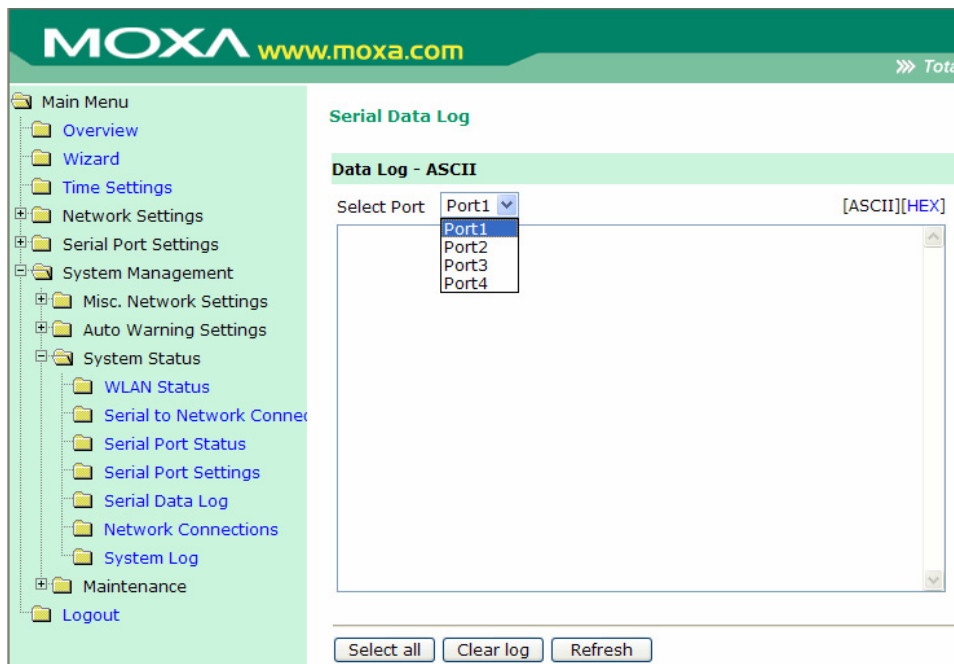 MOXA www.moxa.com
Tota
Main Menu
Overview
Wizard
Time Settings
Network Settings
Serial Port Settings
System Management
Misc. Network Settings
Auto Warning Settings
System Status
WLAN Status
Serial to Network Connec
Serial Port Status
Serial Port Settings
Serial Data Log
Network Connections
System Log
Maintenance
Logout
Serial Data Log
Data Log - ASCII
Select Port Port1 [ASCII][HEX]
Port1
Port2
Port3
Port4
Select all Clear log Refresh